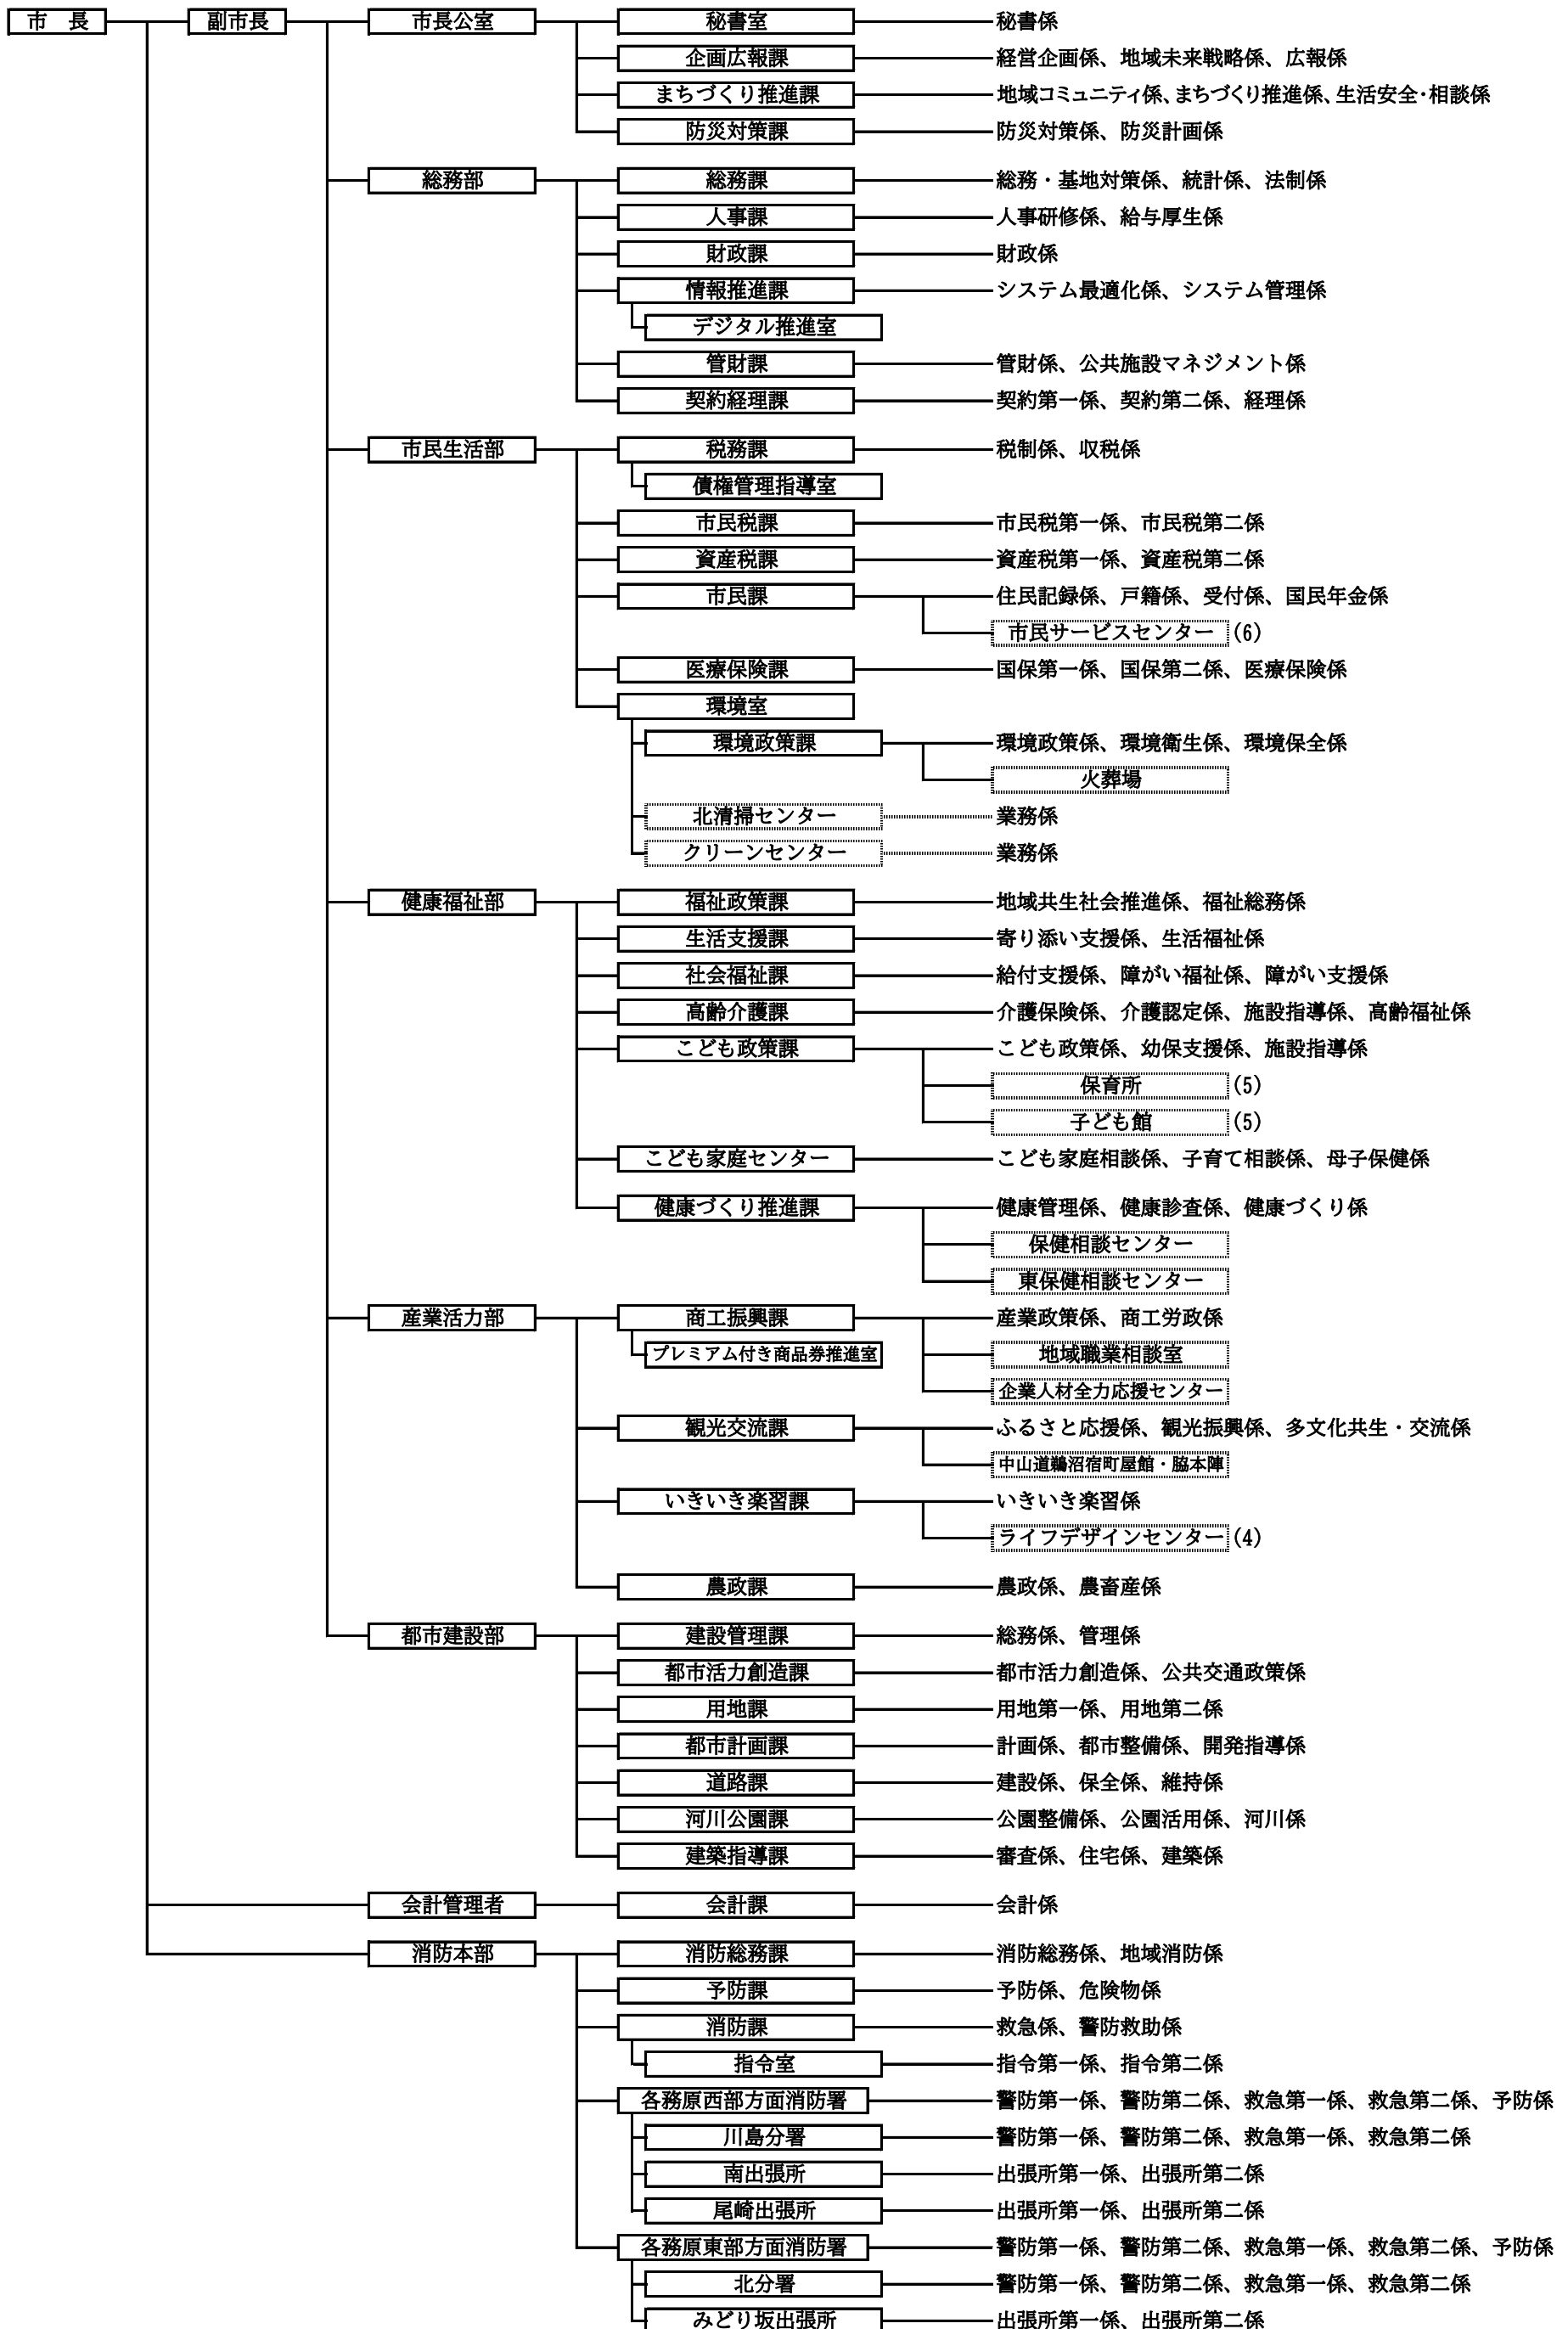 市　長 副市長 市長公室 秘書室 秘書係
企画広報課 経営企画係、地域未来戦略係、広報係
まちづくり推進課 地域コミュニティ係、まちづくり推進係、生活安全・相談係
防災対策課 防災対策係、防災計画係
総務部 総務課 総務・基地対策係、統計係、法制係
人事課 人事研修係、給与厚生係
財政課 財政係
情報推進課 システム最適化係、システム管理係
デジタル推進室
管財課 管財係、公共施設マネジメント係
契約経理課 契約第一係、契約第二係、経理係
市民生活部 税務課 税制係、収税係
債権管理指導室
市民税課 市民税第一係、市民税第二係
資産税課 資産税第一係、資産税第二係
市民課 住民記録係、戸籍係、受付係、国民年金係
市民サービスセンター (6)
医療保険課 国保第一係、国保第二係、医療保険係
環境室
環境政策課 環境政策係、環境衛生係、環境保全係
火葬場
北清掃センター 業務係
クリーンセンター 業務係
健康福祉部 福祉政策課 地域共生社会推進係、福祉総務係
生活支援課 寄り添い支援係、生活福祉係
社会福祉課 給付支援係、障がい福祉係、障がい支援係
高齢介護課 介護保険係、介護認定係、施設指導係、高齢福祉係
こども政策課 こども政策係、幼保支援係、施設指導係
保育所 (5)
子ども館 (5)
こども家庭センター こども家庭相談係、子育て相談係、母子保健係
健康づくり推進課 健康管理係、健康診査係、健康づくり係
保健相談センター
東保健相談センター
産業活力部 商工振興課 産業政策係、商工労政係
プレミアム付き商品券推進室 地域職業相談室
企業人材全力応援センター
観光交流課 ふるさと応援係、観光振興係、多文化共生・交流係
中山道鵜沼宿町屋館・脇本陣
いきいき楽習課 いきいき楽習係
ライフデザインセンター (4)
農政課 農政係、農畜産係
都市建設部 建設管理課 総務係、管理係
都市活力創造課 都市活力創造係、公共交通政策係
用地課 用地第一係、用地第二係
都市計画課 計画係、都市整備係、開発指導係
道路課 建設係、保全係、維持係
河川公園課 公園整備係、公園活用係、河川係
建築指導課 審査係、住宅係、建築係
会計管理者 会計課 会計係
消防本部 消防総務課 消防総務係、地域消防係
予防課 予防係、危険物係
消防課 救急係、警防救助係
指令室 指令第一係、指令第二係
各務原西部方面消防署 警防第一係、警防第二係、救急第一係、救急第二係、予防係
川島分署 警防第一係、警防第二係、救急第一係、救急第二係
南出張所 出張所第一係、出張所第二係
尾崎出張所 出張所第一係、出張所第二係
各務原東部方面消防署 警防第一係、警防第二係、救急第一係、救急第二係、予防係
北分署 警防第一係、警防第二係、救急第一係、救急第二係
みどり坂出張所 出張所第一係、出張所第二係